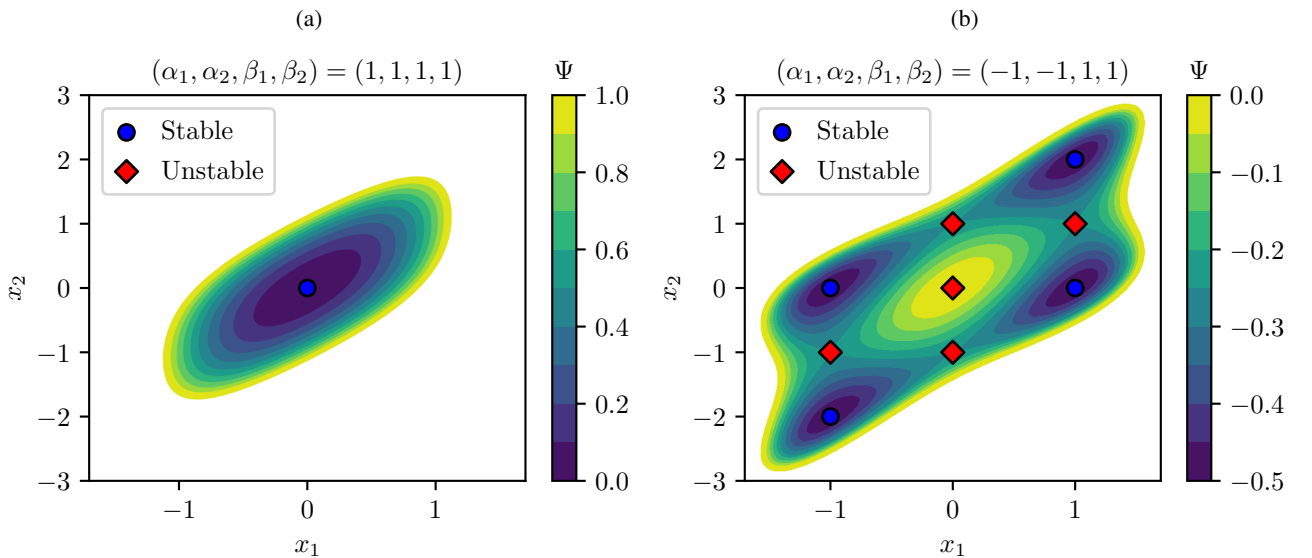 (a)
(α₁, α₂, β₁, β₂) = (1, 1, 1, 1)
Ψ
3
2
1
0
−1
−2
−3
x₂
Stable
Unstable
−1
0
1
x₁
1.0
0.8
0.6
0.4
0.2
0.0
(b)
(α₁, α₂, β₁, β₂) = (−1, −1, 1, 1)
Ψ
3
2
1
0
−1
−2
−3
x₂
Stable
Unstable
−1
0
1
x₁
0.0
−0.1
−0.2
−0.3
−0.4
−0.5